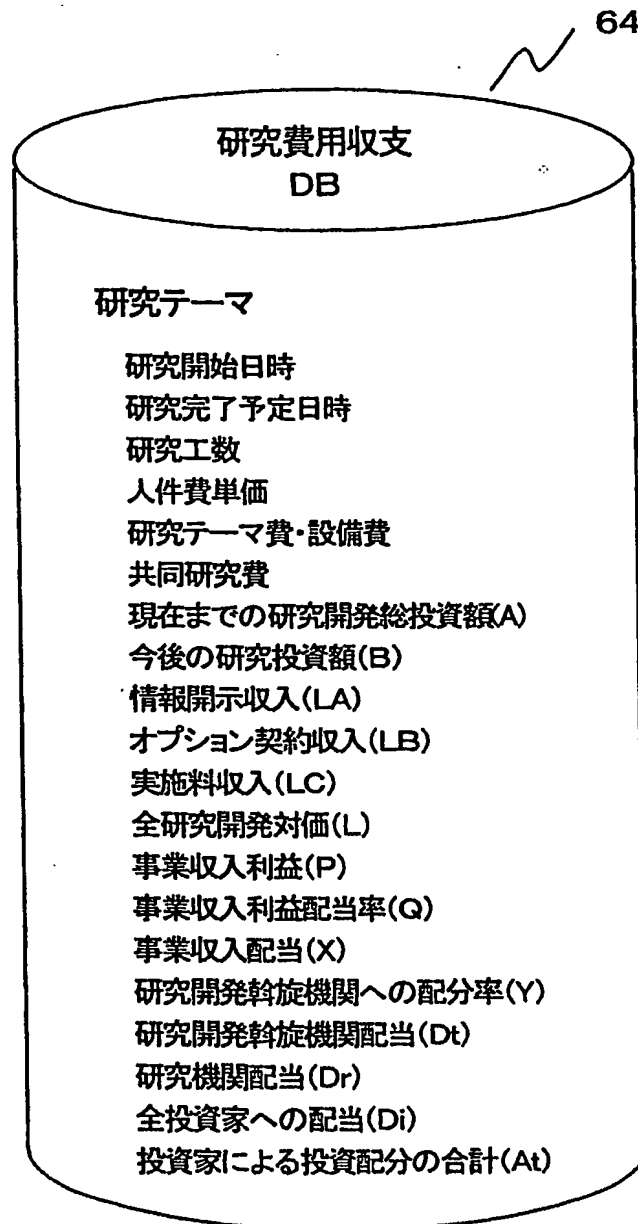 64
研究費用収支
DB
研究テーマ
研究開始日時
研究完了予定日時
研究工数
人件費単価
研究テーマ費・設備費
共同研究費
現在までの研究開発総投資額(A)
今後の研究投資額(B)
情報開示収入(LA)
オプション契約収入(LB)
実施料収入(LC)
全研究開発対価(L)
事業収入利益(P)
事業収入利益配当率(Q)
事業収入配当(X)
研究開発斡旋機関への配分率(Y)
研究開発斡旋機関配当(Dt)
研究機関配当(Dr)
全投資家への配当(Di)
投資家による投資配分の合計(At)